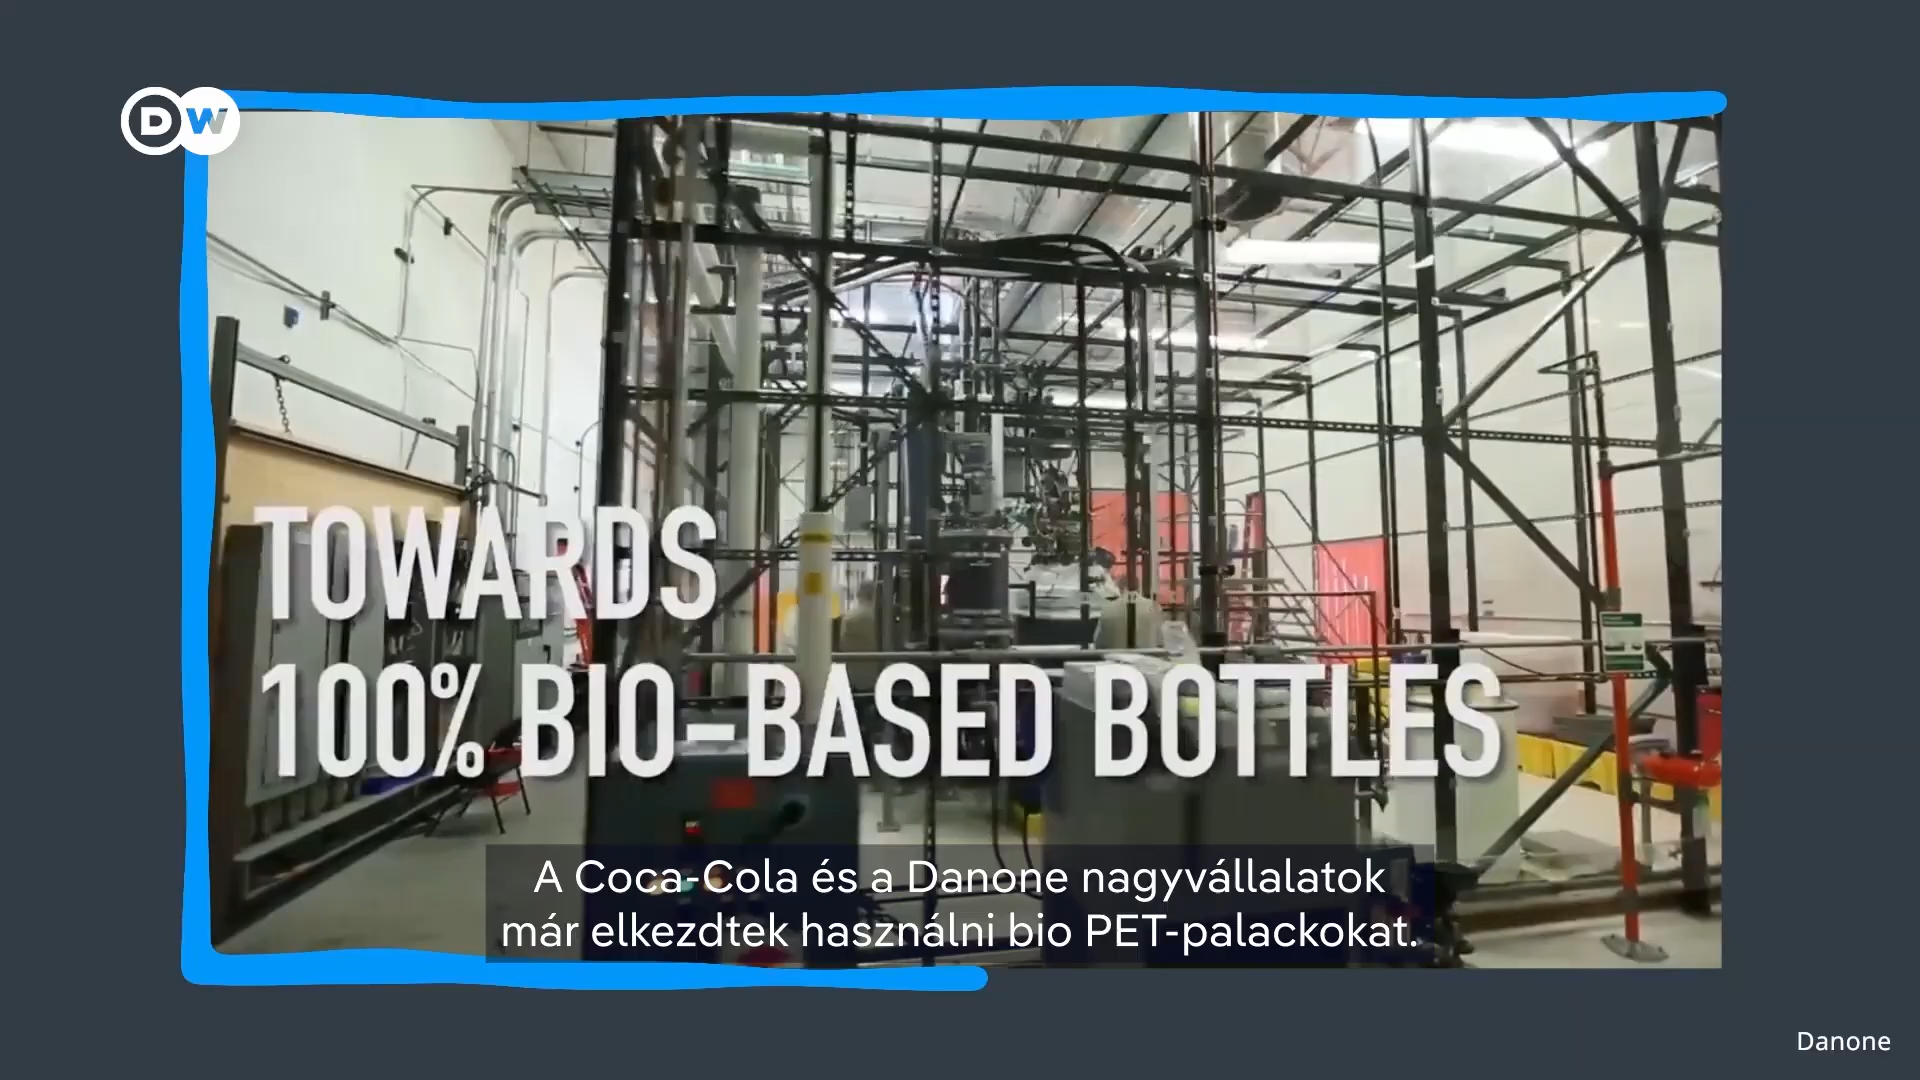 DW
TOWARDS
100% BIO-BASED BOTTLES
A Coca-Cola és a Danone nagyvállalatok
már elkezdtek használni bio PET-palackokat.
Danone